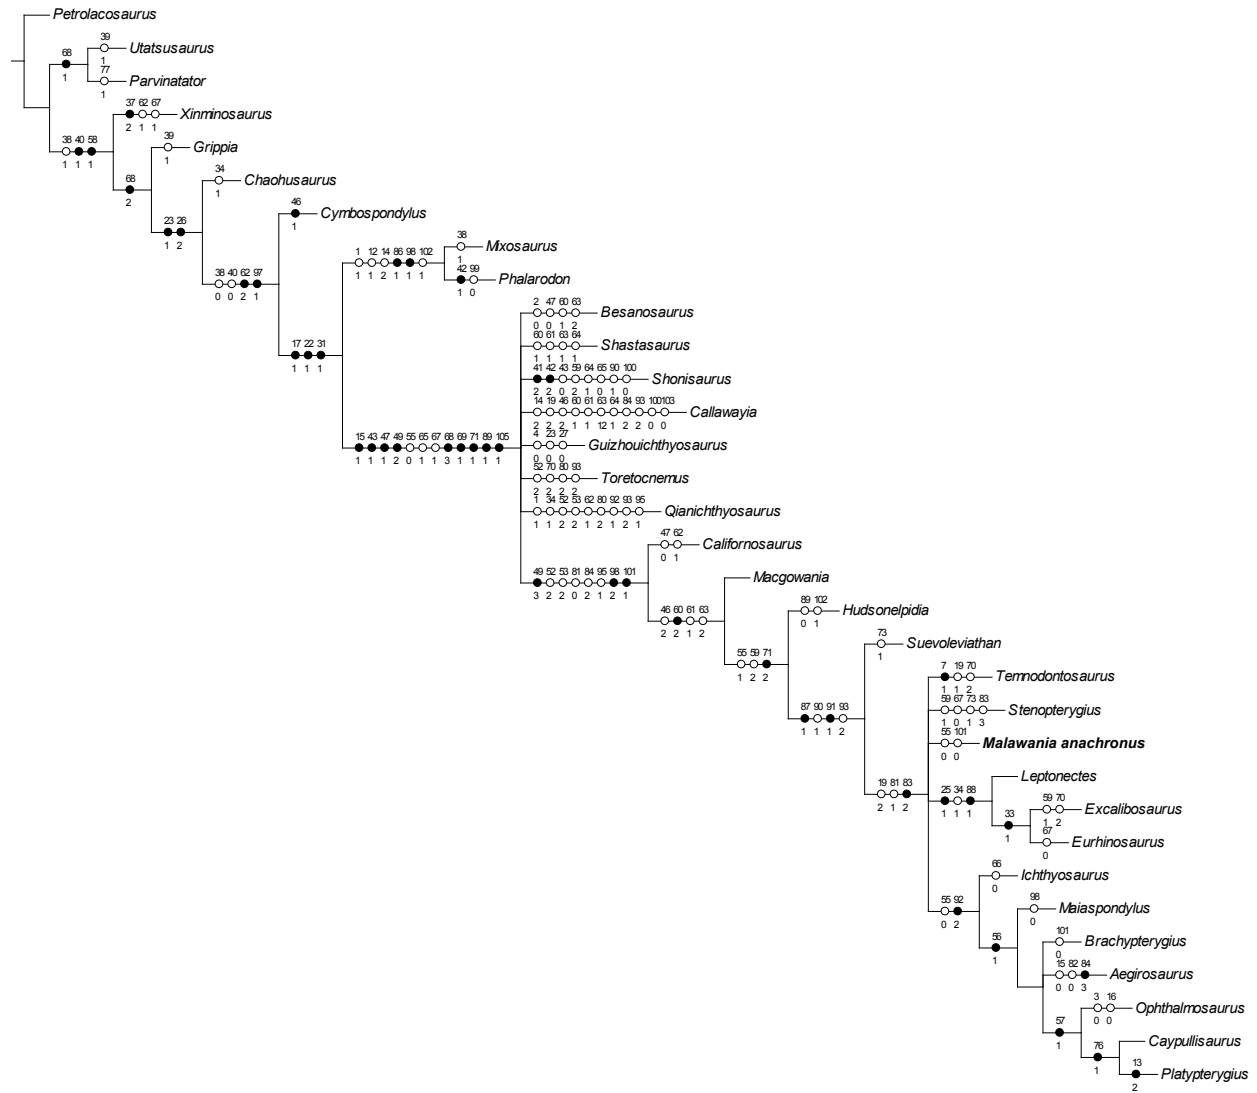 Petrolacosaurus
39
Utatsusaurus
68
1
1
77
Parvinatator
1
37 62 67
Xinminosaurus
2 1 1
38 40 58
39
Grippia
1 1 1
1
68
34
Chaohusaurus
2
1
23 26
46
Cymbospondylus
1 2
1
38 40 62 97
38
Mixosaurus
1 12 14 86 98 102
1
0 0 2 1
1 1 2 1 1 1
42 99
Phalarodon
1 0
2 47 60 63
Besanosaurus
0 0 1 2
17 22 31
60 61 63 64
Shastasaurus
1 1 1
1 1 1 1
41 42 43 59 64 65 90 100
Shonisaurus
2 2 0 2 1 0 1 0
14 19 46 60 61 63 64 84 93 100103
Callawayia
2 2 2 1 1 12 1 2 2 0 0
15 43 47 49 55 65 67 68 69 71 89 105
4 23 27
Guizhouichthyosaurus
1 1 1 2 0 1 1 3 1 1 1 1
0 0 0
52 70 80 93
Toretocnemus
2 2 2 2
1 34 52 53 62 80 92 93 95
Qianichthyosaurus
1 1 2 2 1 2 1 2 1
47 62
Californosaurus
0 1
49 52 53 81 84 95 98 101
Macgowania
3 2 2 0 2 1 2 1
46 60 61 63
89 102
Hudsonelpidia
2 2 1 2
0 1
55 59 71
73
Suevoleviathan
1 2 2
1
87 90 91 93
7 19 70
Temnodontosaurus
1 1 1 2
1 1 2
59 67 73 83
Stenopterygius
1 0 1 3
55 101
Malawania anachronus
0 0
19 81 83
Leptonectes
2 1 2
25 34 88
1 1 1
59 70
Excalibosaurus
33
1 2
1
67
Eurhinosaurus
0
66
Ichthyosaurus
0
55 92
98
Maiaspondylus
0 2
0
56
101
Brachypterygius
1
0
15 82 84
Aegirosaurus
0 0 3
3 16
Ophthalmosaurus
0 0
57
Caypullisaurus
1
76
13
Platypterygius
1
2